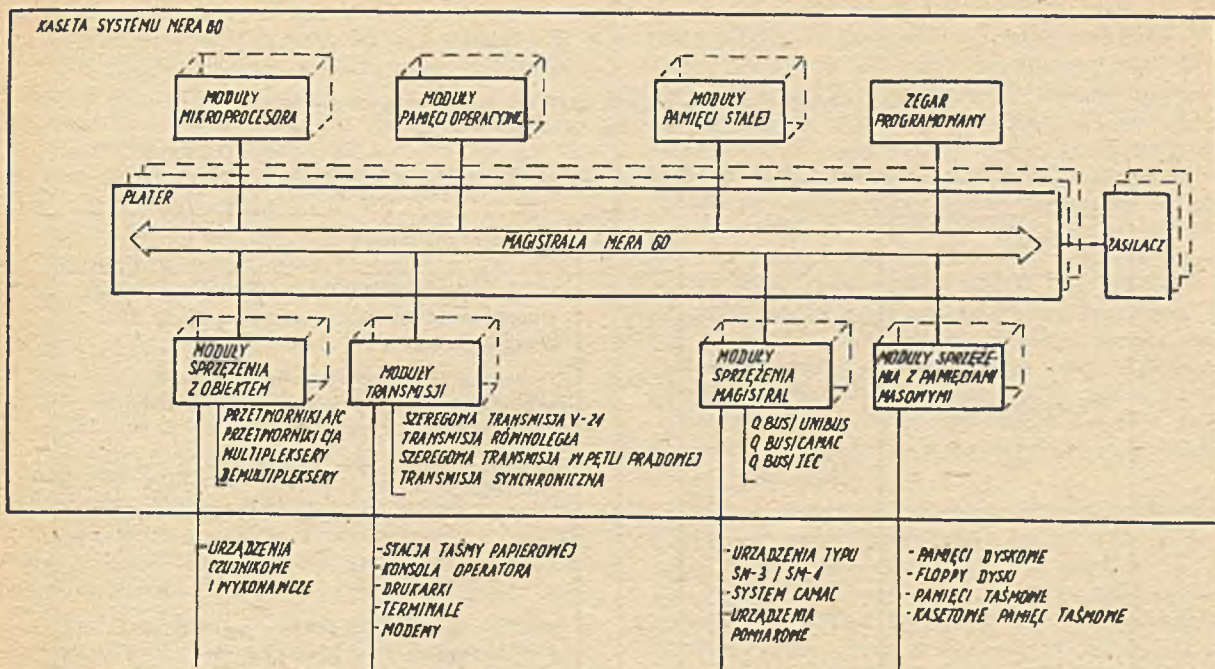 KASETA SYSTEMU MERA 60
MODUŁY
MIKROPROCESORA
MODUŁY
PAMIĘCI OPERACYJNEJ
MODUŁY
PAMIĘCI STAŁEJ
ZEGAR
PROGRAMOWANY
PLATER
MAGISTRALA MERA 60
ZASILACZ
MODUŁY
SPRZĘŻENIA
Z OBIEKTEM
MODUŁY
TRANSMISJI
MODUŁY
SPRZĘŻENIA
MAGISTRAL
MODUŁY SPRZĘŻE-
NIA Z PAMIĘCIAMI
MASOWYMI
PRZETWORNIKI A/C
PRZETWORNIKI C/A
MULTIPLEKSERY
DEMULTIPLEKSERY
SZEREGOWA TRANSMISJA V-24
TRANSMISJA RÓWNOLEGŁA
SZEREGOWA TRANSMISJA W PĘTLI PRĄDOWEJ
TRANSMISJA SYNCHRONICZNA
Q BUS/UNIBUS
Q BUS/CAMAC
Q BUS/IEC
-URZĄDZENIA
CZUJNIKOWE
I WYKONAWCZE
-STACJA TAŚMY PAPIEROWEJ
-KONSOLA OPERATORA
-DRUKARKI
-TERMINALE
-MODEMY
-URZĄDZENIA TYPU
SM-3 / SM-4
-SYSTEM CAMAC
-URZĄDZENIA
POMIAROWE
-PAMIĘCI DYSKOWE
-FLOPPY DYSKI
-PAMIĘCI TAŚMOWE
-KASETOWE PAMIĘĆ TAŚMOWE